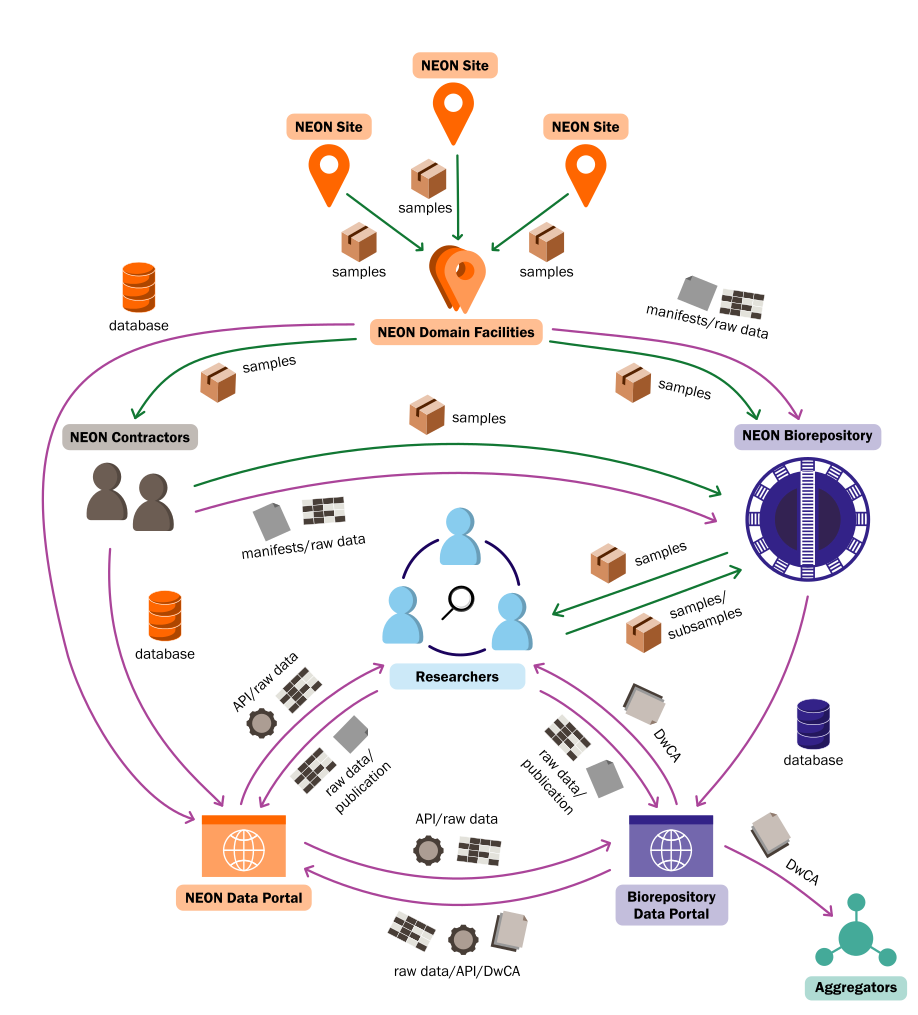 NEON Site
NEON Site
NEON Site
samples
samples
samples
database
manifests/raw data
NEON Domain Facilities
samples
samples
samples
NEON Contractors
NEON Biorepository
manifests/raw data
samples
samples/
subsamples
database
API/raw data
Researchers
DwCA
raw data/
publication
raw data/
publication
database
API/raw data
DwCA
NEON Data Portal
Biorepository
Data Portal
raw data/API/DwCA
Aggregators